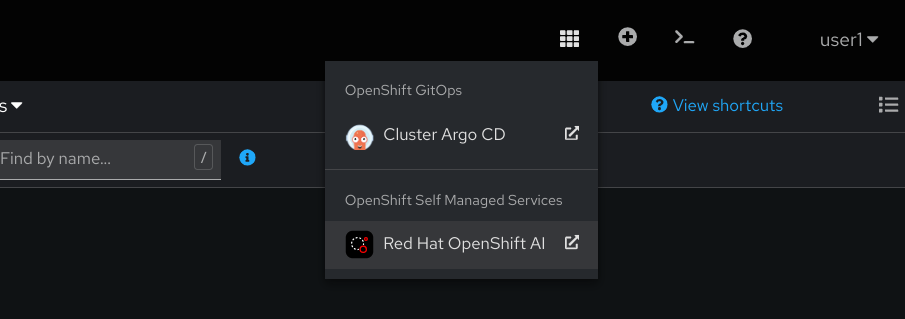 user1
OpenShift GitOps
s
View shortcuts
Cluster Argo CD
Find by name...
/
OpenShift Self Managed Services
Red Hat OpenShift AI